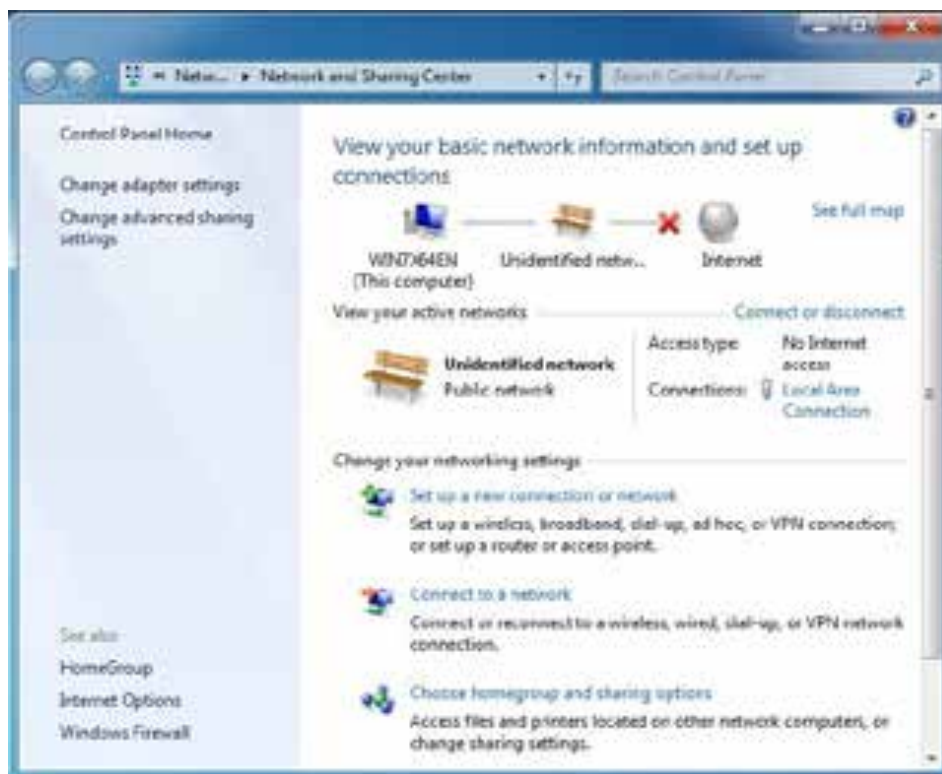 Netw... ▸ Network and Sharing Center
Search Control Panel
Control Panel Home
Change adapter settings
Change advanced sharing
settings
See also
HomeGroup
Internet Options
Windows Firewall
View your basic network information and set up
connections
See full map
WIN7X64EN
(This computer)
Unidentified netw...
Internet
View your active networks
Connect or disconnect
Unidentified network
Public network
Access type:
No Internet
access
Connections:
Local Area
Connection
Change your networking settings
Set up a new connection or network
Set up a wireless, broadband, dial-up, ad hoc, or VPN connection;
or set up a router or access point.
Connect to a network
Connect or reconnect to a wireless, wired, dial-up, or VPN network
connection.
Choose homegroup and sharing options
Access files and printers located on other network computers, or
change sharing settings.